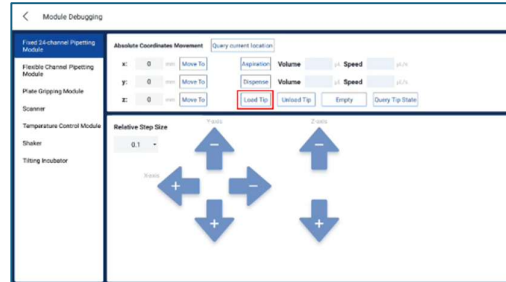 Module Debugging
Fixed 24-channel Pipetting Module
Absolute Coordinates Movement Query current location
Flexible Channel Pipetting Module
x: 0 mm Move To Aspiration Volume μL Speed μL/s
y: 0 mm Move To Dispense Volume μL Speed μL/s
z: 0 mm Move To Load Tip Unload Tip Empty Query Tip State
Plate Gripping Module
Scanner
Temperature Control Module
Shaker
Tilting Incubator
Relative Step Size
0.1
Y-axis
Z-axis
X-axis